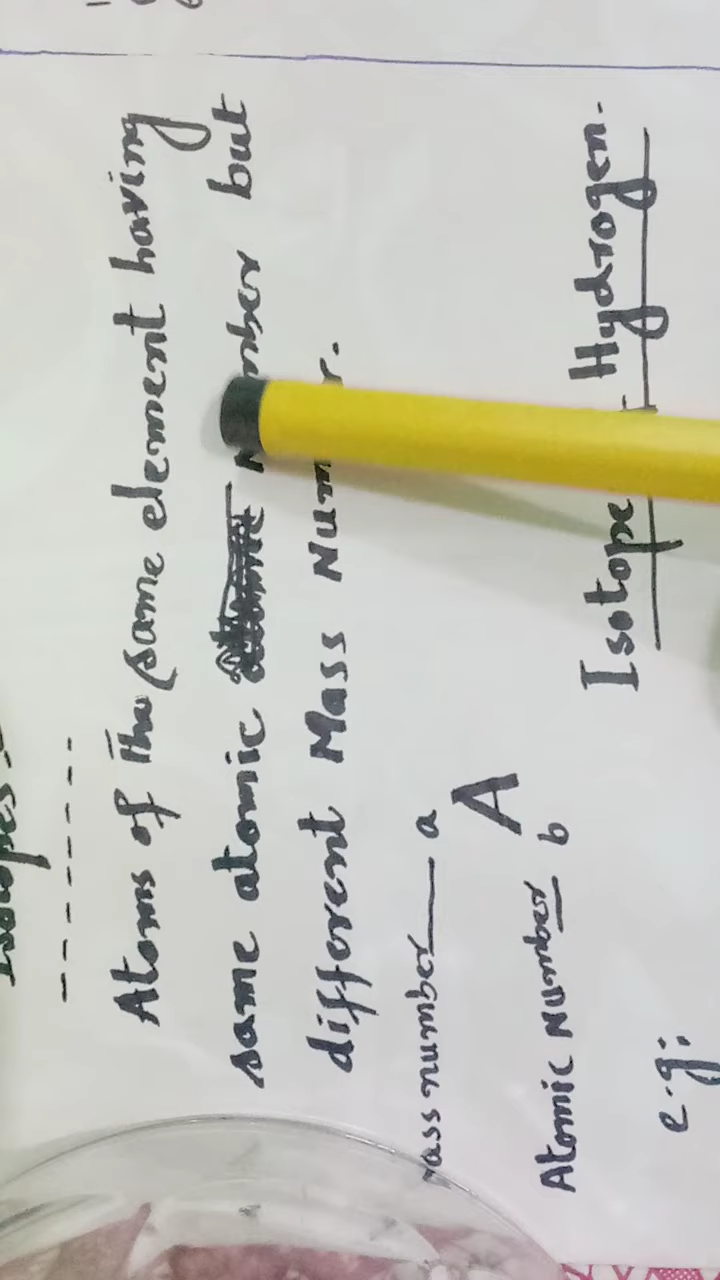 Isotopes:-
Atoms of the same element having
same atomic number but
different Mass Number.
mass number a
A
Atomic Number b
e.g:
Isotope Hydrogen.